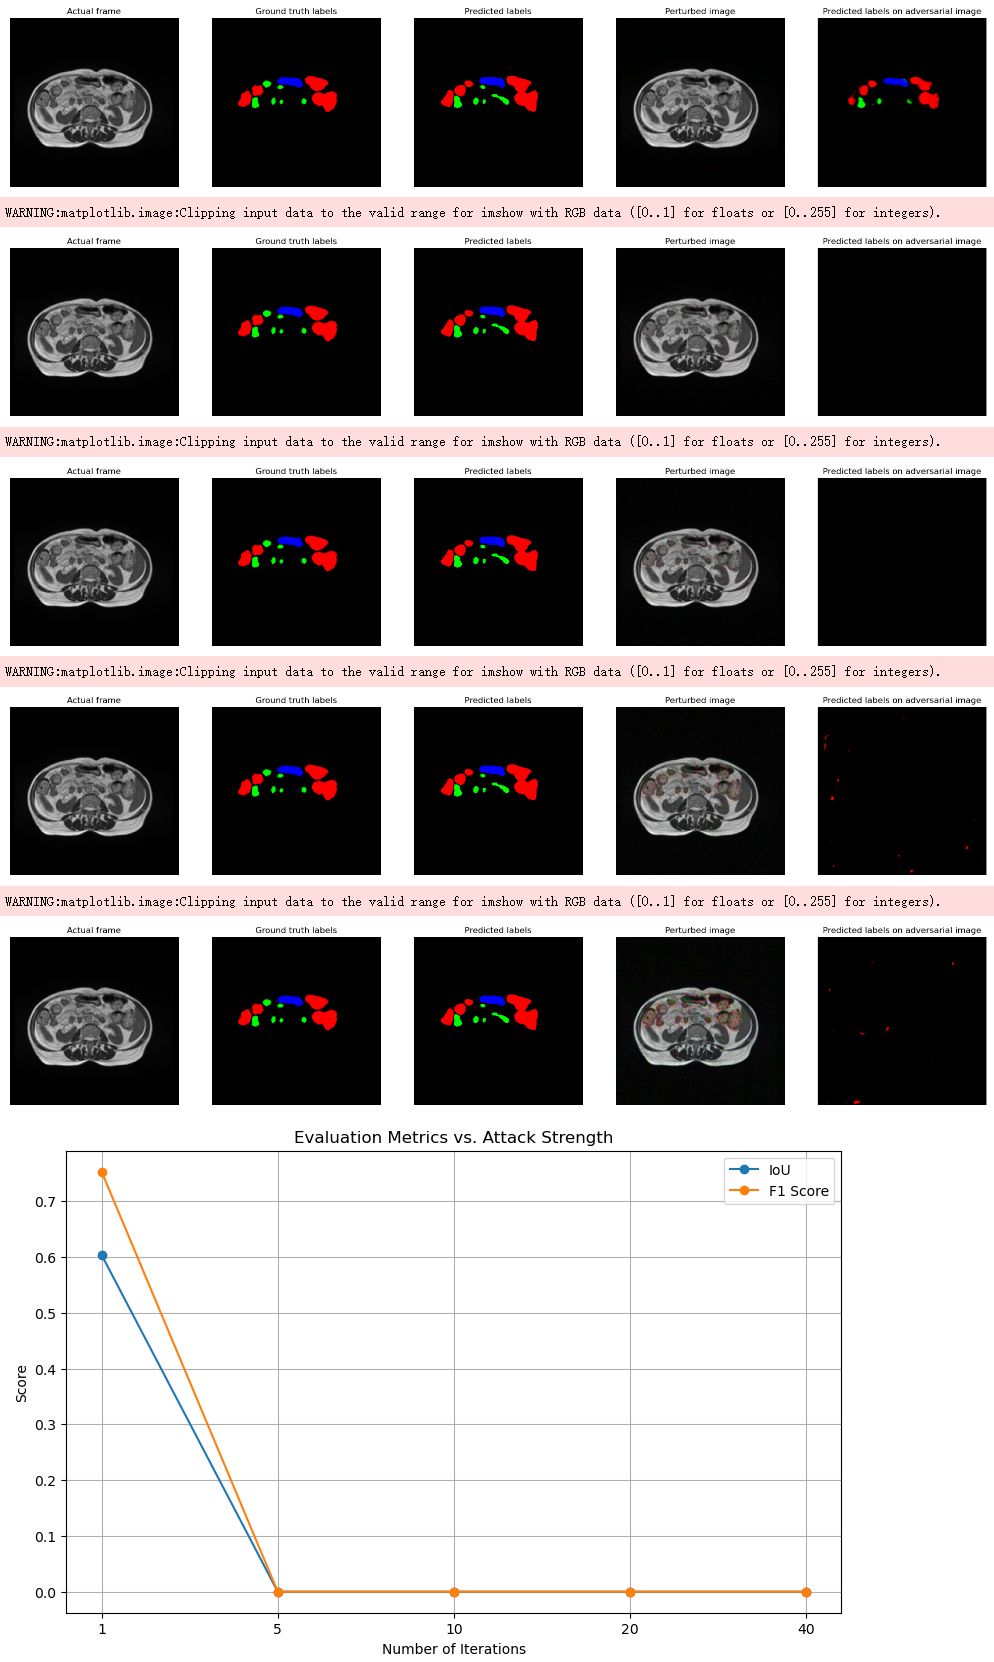 Actual frame Ground truth labels Predicted labels Perturbed image Predicted labels on adversarial image
WARNING:matplotlib.image:Clipping input data to the valid range for imshow with RGB data ([0..1] for floats or [0..255] for integers).
Actual frame Ground truth labels Predicted labels Perturbed image Predicted labels on adversarial image
WARNING:matplotlib.image:Clipping input data to the valid range for imshow with RGB data ([0..1] for floats or [0..255] for integers).
Actual frame Ground truth labels Predicted labels Perturbed image Predicted labels on adversarial image
WARNING:matplotlib.image:Clipping input data to the valid range for imshow with RGB data ([0..1] for floats or [0..255] for integers).
Actual frame Ground truth labels Predicted labels Perturbed image Predicted labels on adversarial image
WARNING:matplotlib.image:Clipping input data to the valid range for imshow with RGB data ([0..1] for floats or [0..255] for integers).
Actual frame Ground truth labels Predicted labels Perturbed image Predicted labels on adversarial image
Evaluation Metrics vs. Attack Strength
IoU
F1 Score
0.7
0.6
0.5
0.4
0.3
0.2
0.1
0.0
Score
1 5 10 20 40
Number of Iterations